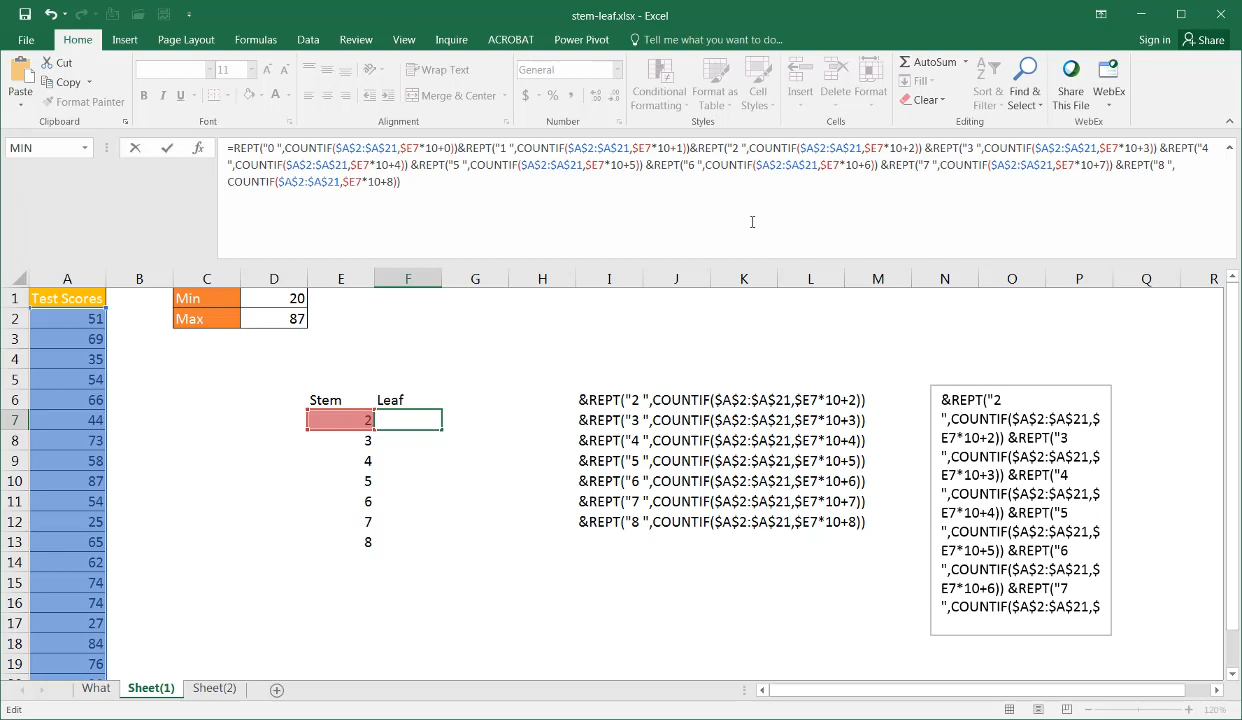 stem-leaf.xlsx - Excel
File Home Insert Page Layout Formulas Data Review View Inquire ACROBAT Power Pivot Tell me what you want to do... Sign in Share
Paste
Cut
Copy
Format Painter
Clipboard
11
B I U A
Font
Wrap Text
Merge & Center
Alignment
General
$ % ,
Number
Conditional Formatting
Format as Table
Cell Styles
Styles
Insert Delete Format
Cells
AutoSum
Fill
Clear
Sort & Filter
Find & Select
Editing
Share This File
WebEx
WebEx
MIN
fx
=REPT("0 ",COUNTIF($A$2:$A$21,$E7*10+0))&REPT("1 ",COUNTIF($A$2:$A$21,$E7*10+1))&REPT("2 ",COUNTIF($A$2:$A$21,$E7*10+2)) &REPT("3 ",COUNTIF($A$2:$A$21,$E7*10+3)) &REPT("4
",COUNTIF($A$2:$A$21,$E7*10+4)) &REPT("5 ",COUNTIF($A$2:$A$21,$E7*10+5)) &REPT("6 ",COUNTIF($A$2:$A$21,$E7*10+6)) &REPT("7 ",COUNTIF($A$2:$A$21,$E7*10+7)) &REPT("8 ",
COUNTIF($A$2:$A$21,$E7*10+8))
A B C D E F G H I J K L M N O P Q R
1 Test Scores Min 20
2 51 Max 87
3 69
4 35
5 54
6 66 Stem Leaf &REPT("2 ",COUNTIF($A$2:$A$21,$E7*10+2))
7 44 2 &REPT("3 ",COUNTIF($A$2:$A$21,$E7*10+3))
8 73 3 &REPT("4 ",COUNTIF($A$2:$A$21,$E7*10+4))
9 58 4 &REPT("5 ",COUNTIF($A$2:$A$21,$E7*10+5))
10 87 5 &REPT("6 ",COUNTIF($A$2:$A$21,$E7*10+6))
11 54 6 &REPT("7 ",COUNTIF($A$2:$A$21,$E7*10+7))
12 25 7 &REPT("8 ",COUNTIF($A$2:$A$21,$E7*10+8))
13 65 8
14 62
15 74
16 74
17 27
18 84
19 76
&REPT("2
",COUNTIF($A$2:$A$21,$
E7*10+2)) &REPT("3
",COUNTIF($A$2:$A$21,$
E7*10+3)) &REPT("4
",COUNTIF($A$2:$A$21,$
E7*10+4)) &REPT("5
",COUNTIF($A$2:$A$21,$
E7*10+5)) &REPT("6
",COUNTIF($A$2:$A$21,$
E7*10+6)) &REPT("7
",COUNTIF($A$2:$A$21,$
What Sheet(1) Sheet(2)
Edit
120%